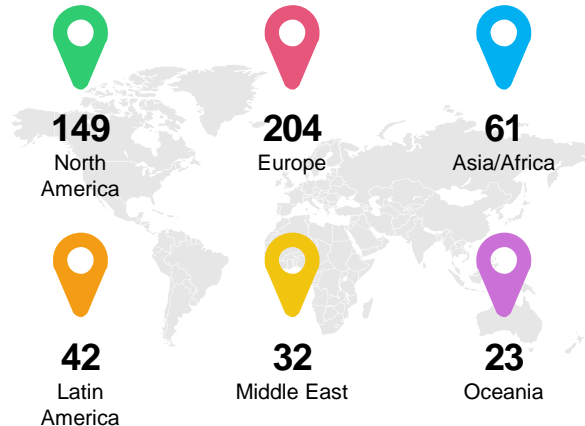 149
North
America
204
Europe
61
Asia/Africa
42
Latin
America
32
Middle East
23
Oceania